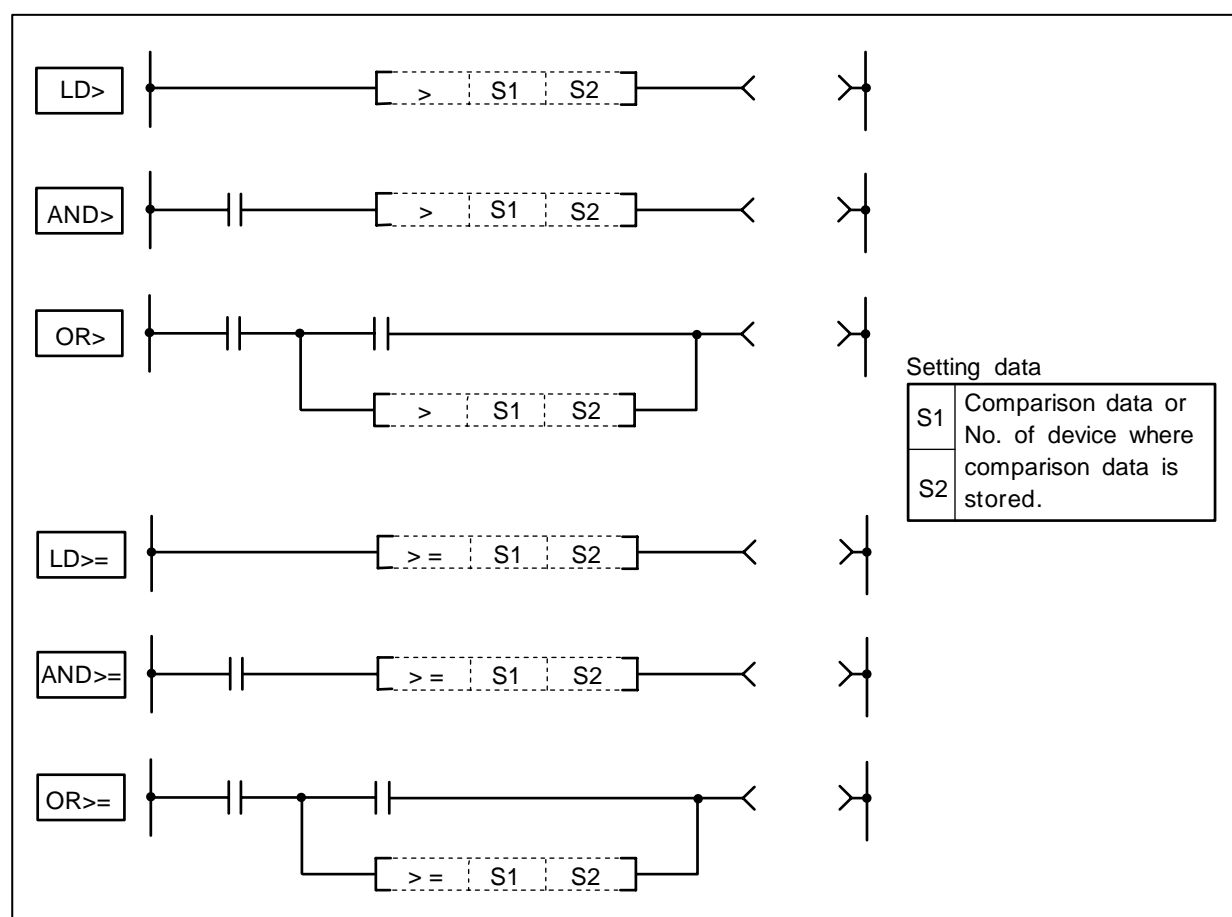 LD> > S1 S2
AND> > S1 S2
OR>
> S1 S2
Setting data
S1 Comparison data or
No. of device where
S2 comparison data is
stored.
LD>= > = S1 S2
AND>= > = S1 S2
OR>=
> = S1 S2